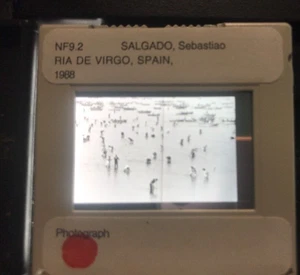 NF9.2 SALGADO, Sebastiao
RIA DE VIRGO, SPAIN,
1988
Photograph